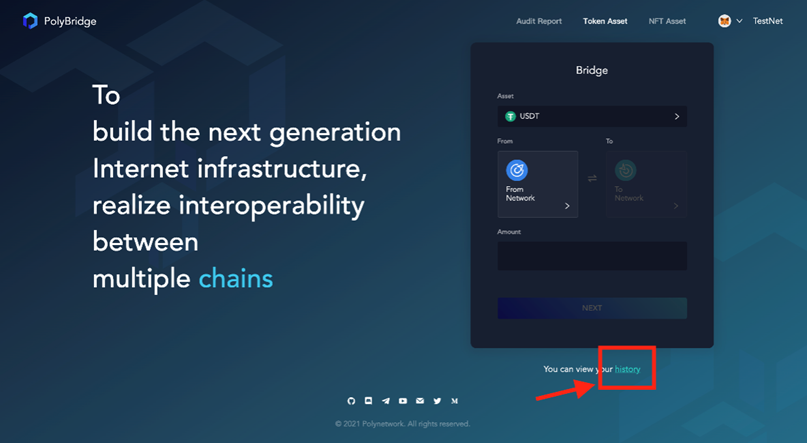 PolyBridge
Audit Report
Token Asset
NFT Asset
TestNet
To
build the next generation
Internet infrastructure,
realize interoperability
between
multiple chains
Bridge
Asset
USDT
From
To
From
Network
To
Network
Amount
NEXT
You can view your history
© 2021 Polynetwork. All rights reserved.